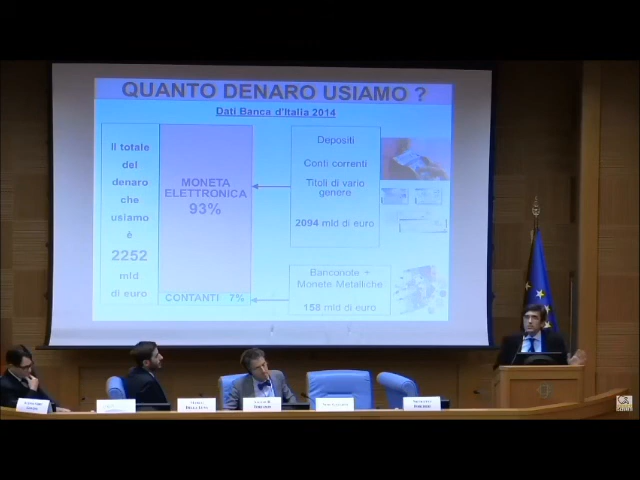 QUANTO DENARO USIAMO ?
Dati Banca d'Italia 2014
Il totale
del
denaro
che
usiamo
è
2252
mld
di euro
MONETA
ELETTRONICA
93%
CONTANTI 7%
Depositi
Conti correnti
Titoli di vario
genere
2094 mld di euro
Banconote +
Monete Metalliche
158 mld di euro